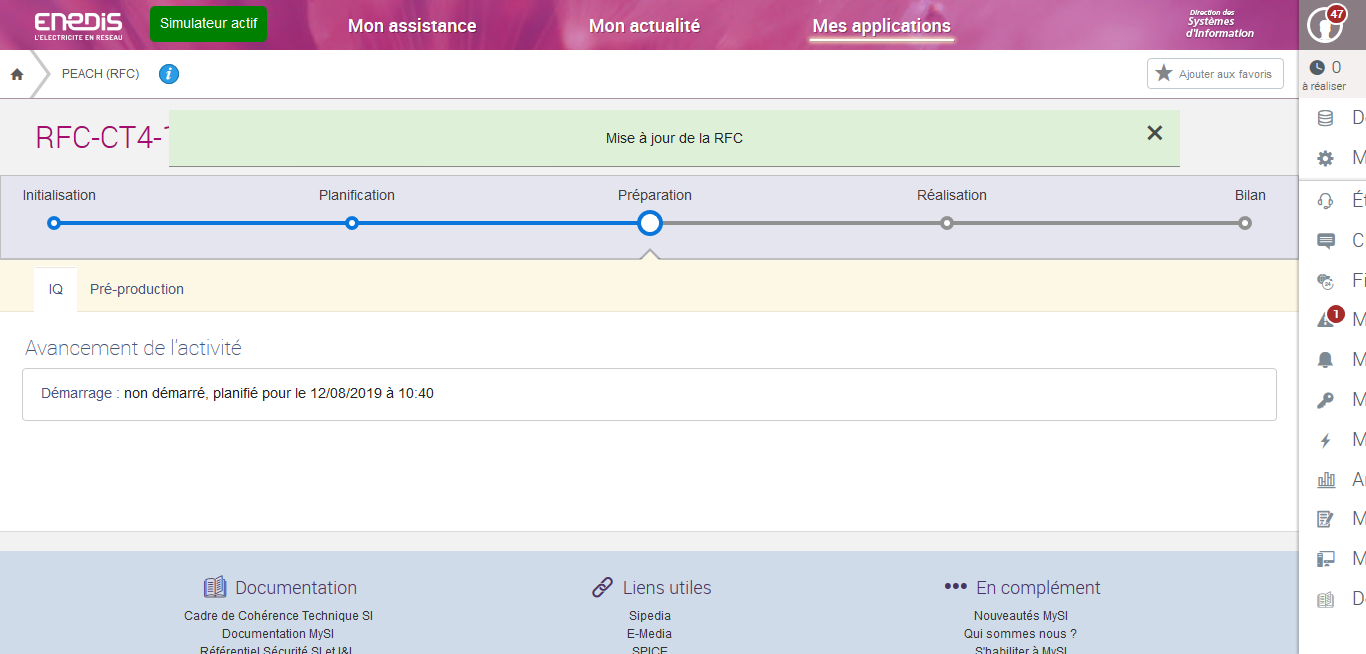 ENEDIS
L'ELECTRICITE EN RESEAU
Simulateur actif
Mon assistance
Mon actualité
Mes applications
Direction des
Systèmes
d'Information
47
PEACH (RFC)
i
Ajouter aux favoris
0
à réaliser
RFC-CT4-
Mise à jour de la RFC
Initialisation
Planification
Préparation
Réalisation
Bilan
IQ
Pré-production
1
Avancement de l'activité
Démarrage : non démarré, planifié pour le 12/08/2019 à 10:40
Documentation
Cadre de Cohérence Technique SI
Documentation MySI
Référentiel Sécurité SI et I&I
Liens utiles
Sipedia
E-Media
SPICE
En complément
Nouveautés MySI
Qui sommes nous ?
S'habiliter à MySI